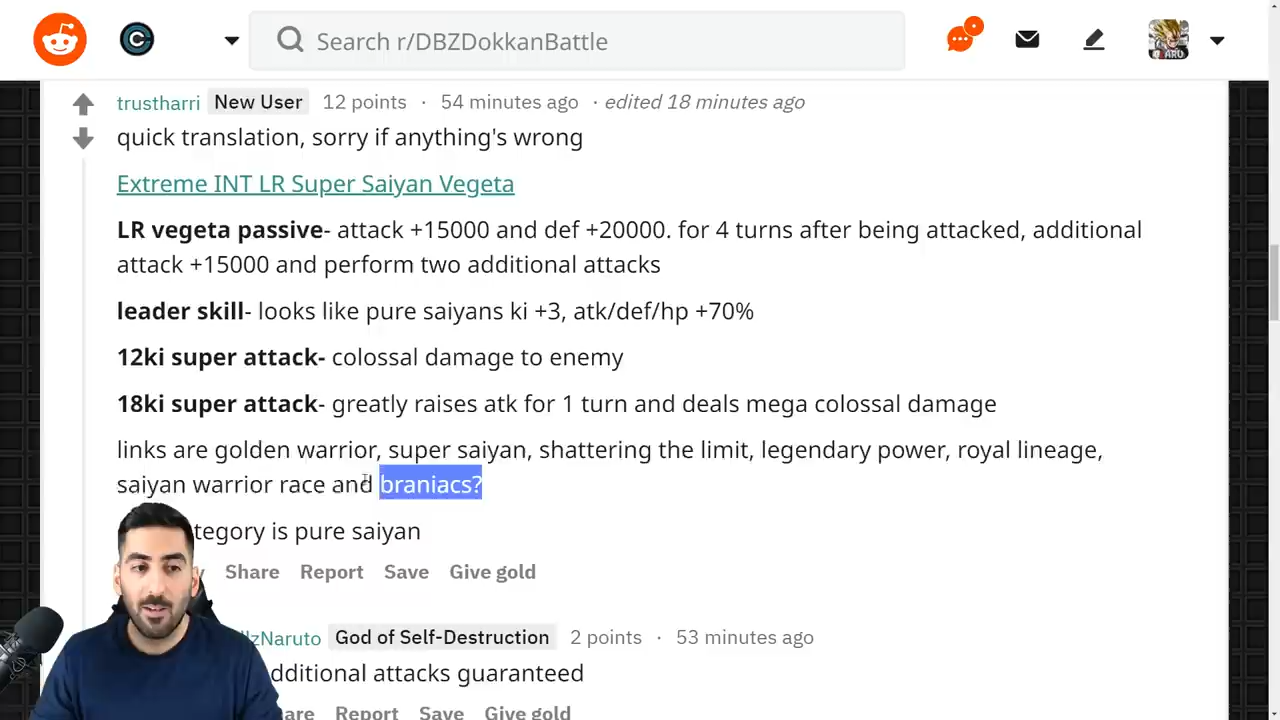 Search r/DBZDokkanBattle
trustharri New User 12 points · 54 minutes ago · edited 18 minutes ago
quick translation, sorry if anything's wrong
Extreme INT LR Super Saiyan Vegeta
LR vegeta passive- attack +15000 and def +20000. for 4 turns after being attacked, additional
attack +15000 and perform two additional attacks
leader skill- looks like pure saiyans ki +3, atk/def/hp +70%
12ki super attack- colossal damage to enemy
18ki super attack- greatly raises atk for 1 turn and deals mega colossal damage
links are golden warrior, super saiyan, shattering the limit, legendary power, royal lineage,
saiyan warrior race and braniacs?
tegory is pure saiyan
Share Report Save Give gold
lzNaruto God of Self-Destruction 2 points · 53 minutes ago
dditional attacks guaranteed
are Report Save Give gold